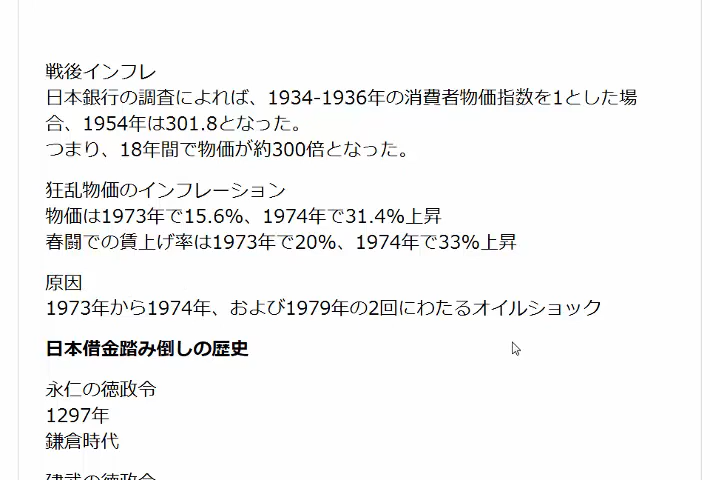 戦後インフレ
日本銀行の調査によれば、1934-1936年の消費者物価指数を1とした場
合、1954年は301.8となった。
つまり、18年間で物価が約300倍となった。
狂乱物価のインフレーション
物価は1973年で15.6%、1974年で31.4%上昇
春闘での賃上げ率は1973年で20%、1974年で33%上昇
原因
1973年から1974年、および1979年の2回にわたるオイルショック
日本借金踏み倒しの歴史
永仁の徳政令
1297年
鎌倉時代
建武の徳政令